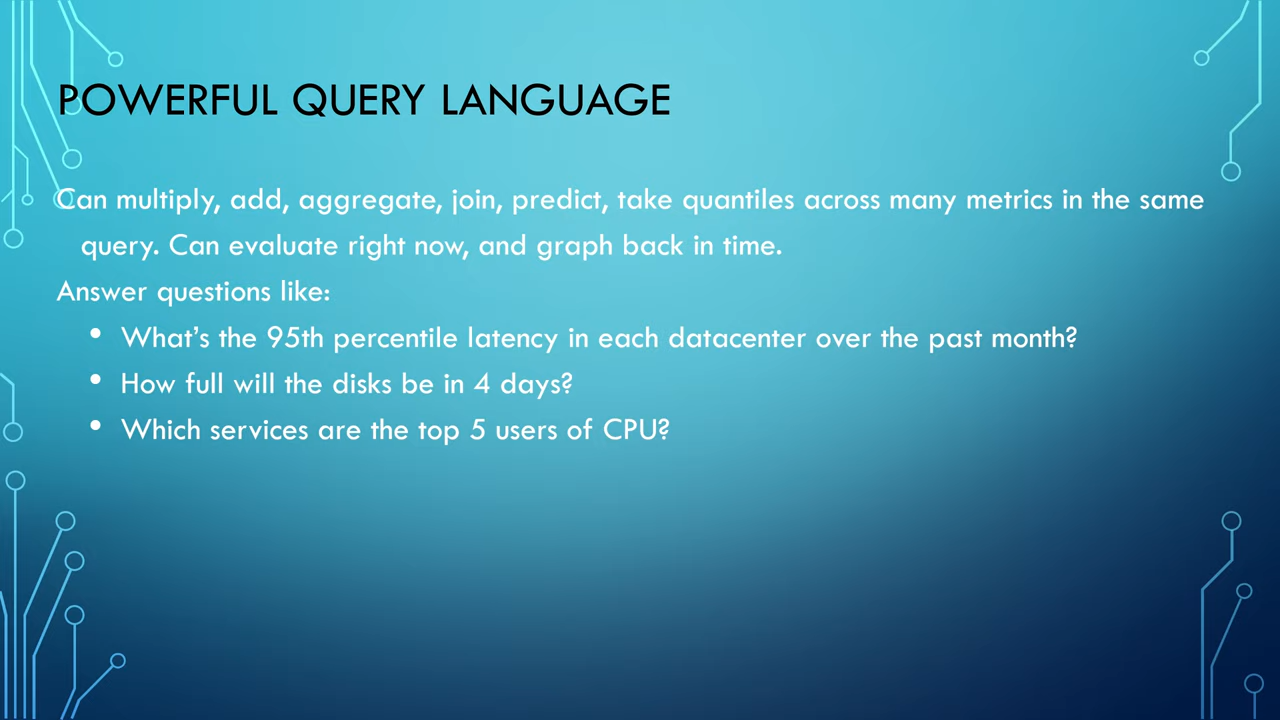 POWERFUL QUERY LANGUAGE
Can multiply, add, aggregate, join, predict, take quantiles across many metrics in the same
query. Can evaluate right now, and graph back in time.
Answer questions like:
• What’s the 95th percentile latency in each datacenter over the past month?
• How full will the disks be in 4 days?
• Which services are the top 5 users of CPU?